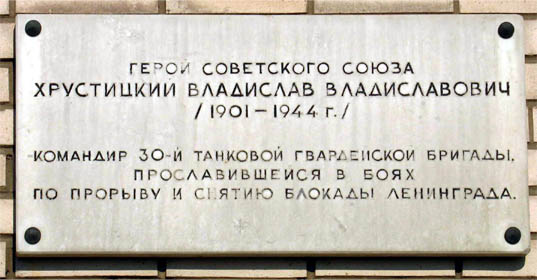 ГЕРОЙ СОВЕТСКОГО СОЮЗА
ХРУСТИЦКИЙ ВЛАДИСЛАВ ВЛАДИСЛАВОВИЧ
/1901-1944 г./
КОМАНДИР 30-Й ТАНКОВОЙ ГВАРДЕЙСКОЙ БРИГАДЫ,
ПРОСЛАВИВШЕЙСЯ В БОЯХ
ПО ПРОРЫВУ И СНЯТИЮ БЛОКАДЫ ЛЕНИНГРАДА.